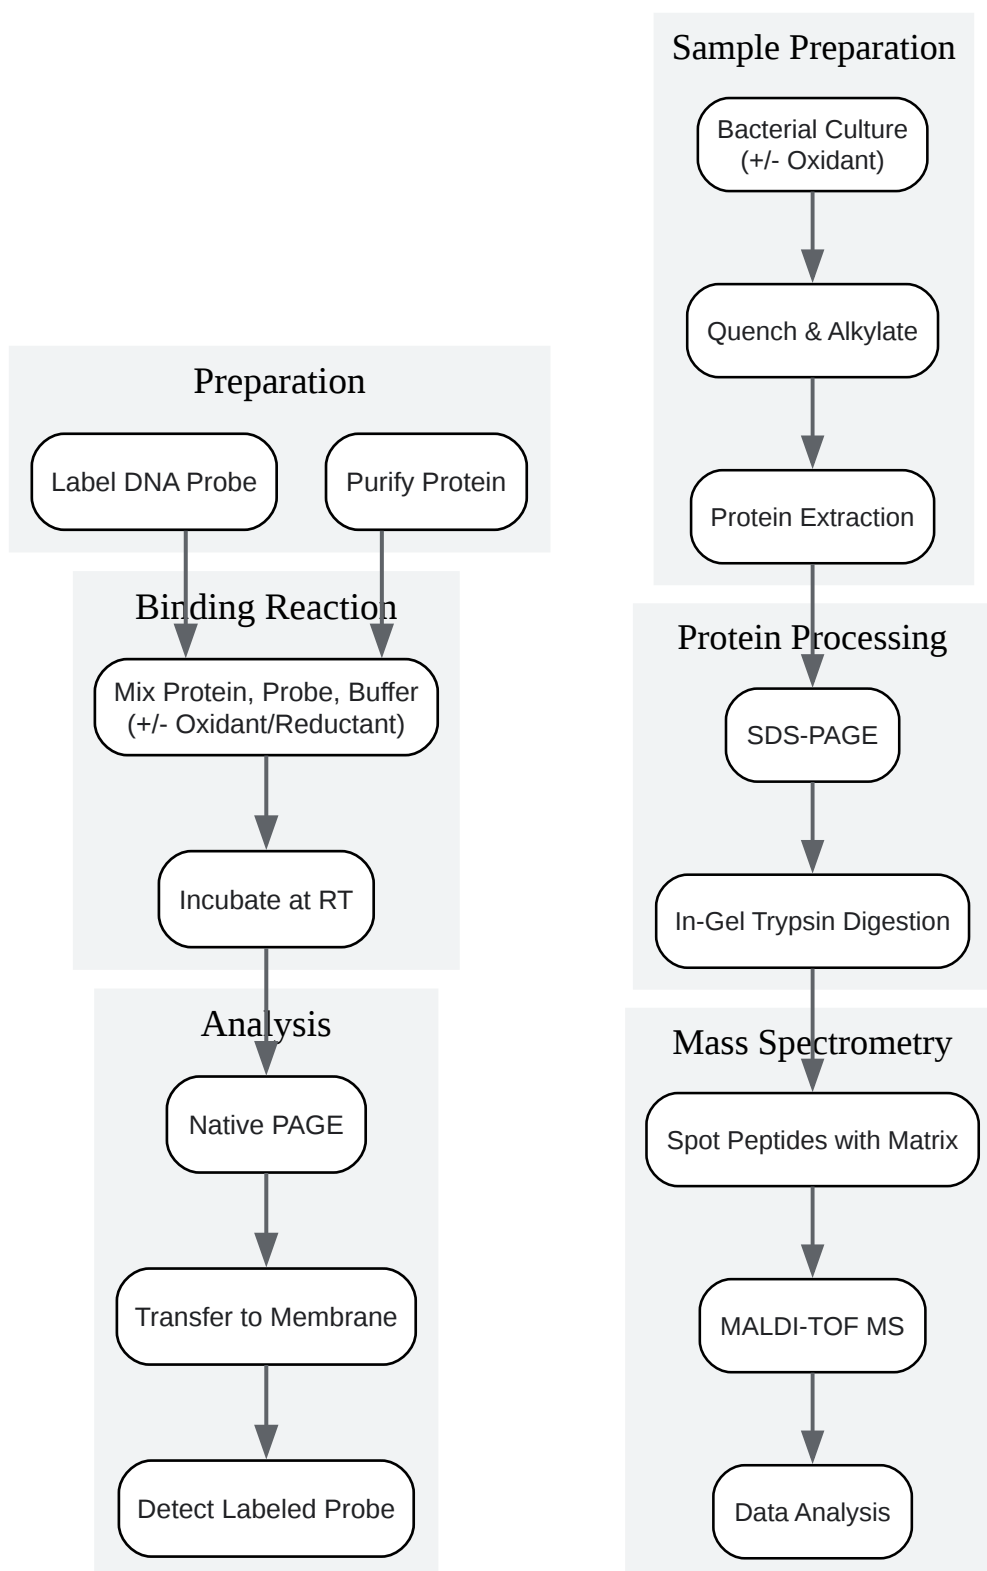 Preparation
Label DNA Probe
Purify Protein
Binding Reaction
Mix Protein, Probe, Buffer
(+/- Oxidant/Reductant)
Incubate at RT
Analysis
Native PAGE
Transfer to Membrane
Detect Labeled Probe
Sample Preparation
Bacterial Culture
(+/- Oxidant)
Quench & Alkylate
Protein Extraction
Protein Processing
SDS-PAGE
In-Gel Trypsin Digestion
Mass Spectrometry
Spot Peptides with Matrix
MALDI-TOF MS
Data Analysis